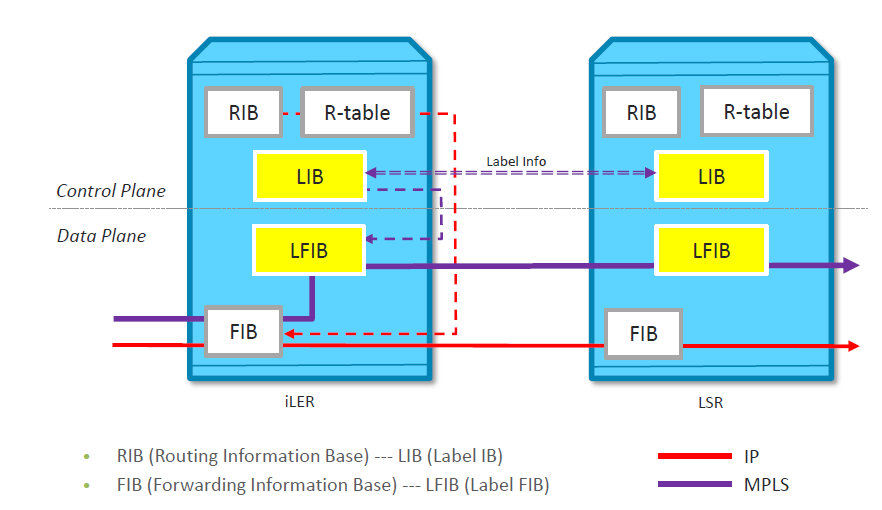 RIB
R-table
RIB
R-table
LIB
Label Info
LIB
Control Plane
Data Plane
LFIB
LFIB
FIB
FIB
iLER
LSR
• RIB (Routing Information Base) --- LIB (Label IB)
• FIB (Forwarding Information Base) --- LFIB (Label FIB)
IP
MPLS